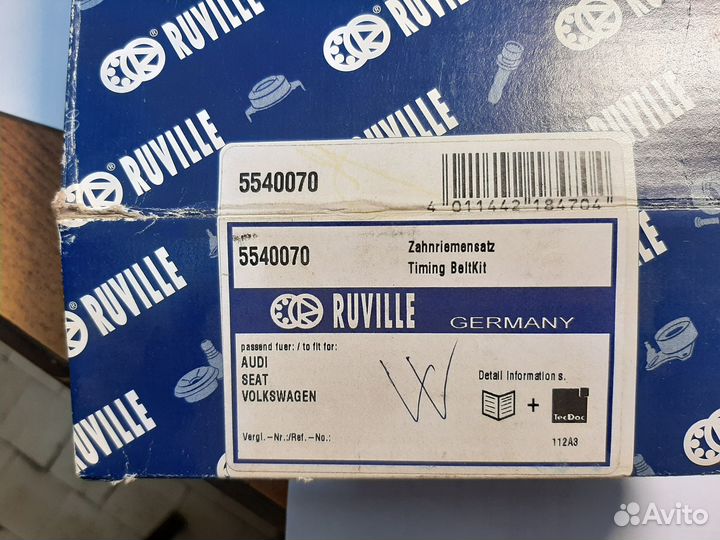 RUVILLE
RUVILLE
RUVILLE
RUVILLE
RUVILLE
RUVILLE
5540070
4 011442 184704
5540070
Zahnriemensatz
Timing BeltKit
RUVILLE GERMANY
passend fuer: / to fit for:
AUDI
SEAT
VOLKSWAGEN
Detail Information s.
+ TecDoc
Vergl.-Nr.:/Ref.-No.:
112A3
Avito